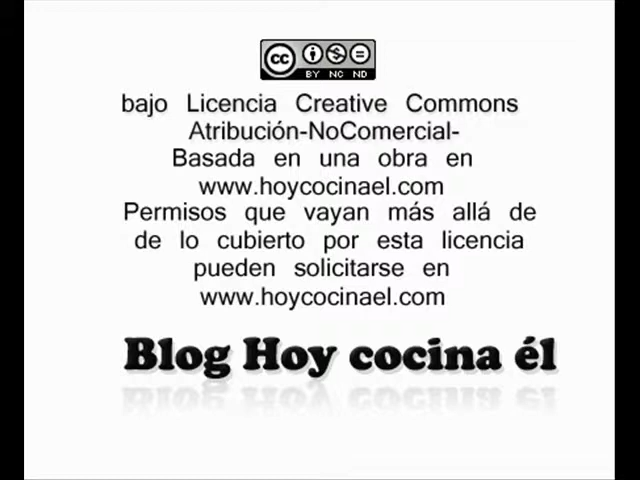 cc
BY NC ND
bajo Licencia Creative Commons
Atribución-NoComercial-
Basada en una obra en
www.hoycocinael.com
Permisos que vayan más allá de
de lo cubierto por esta licencia
pueden solicitarse en
www.hoycocinael.com
Blog Hoy cocina él